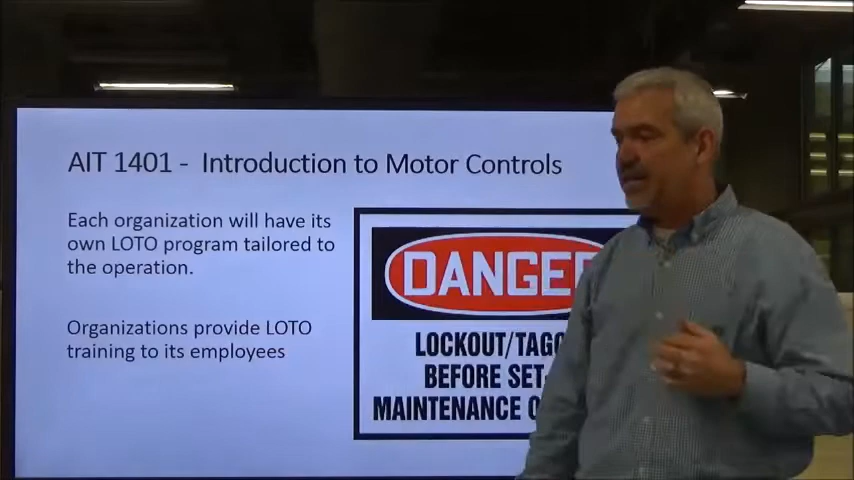 AIT 1401 - Introduction to Motor Controls
Each organization will have its
own LOTO program tailored to
the operation.
Organizations provide LOTO
training to its employees
DANGER
LOCKOUT/TAGO
BEFORE SET-
MAINTENANCE O